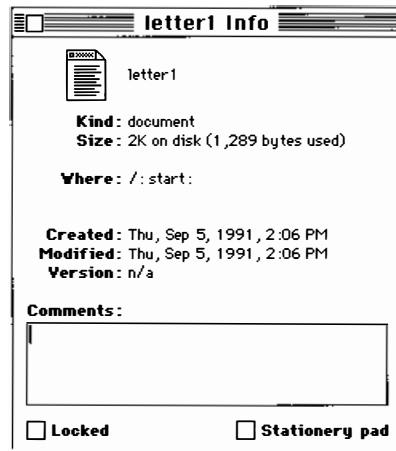 letter1 Info
letter1
Kind: document
Size: 2K on disk (1,289 bytes used)
Where: /: start:
Created: Thu, Sep 5, 1991, 2:06 PM
Modified: Thu, Sep 5, 1991, 2:06 PM
Version: n/a
Comments:
Locked
Stationery pad